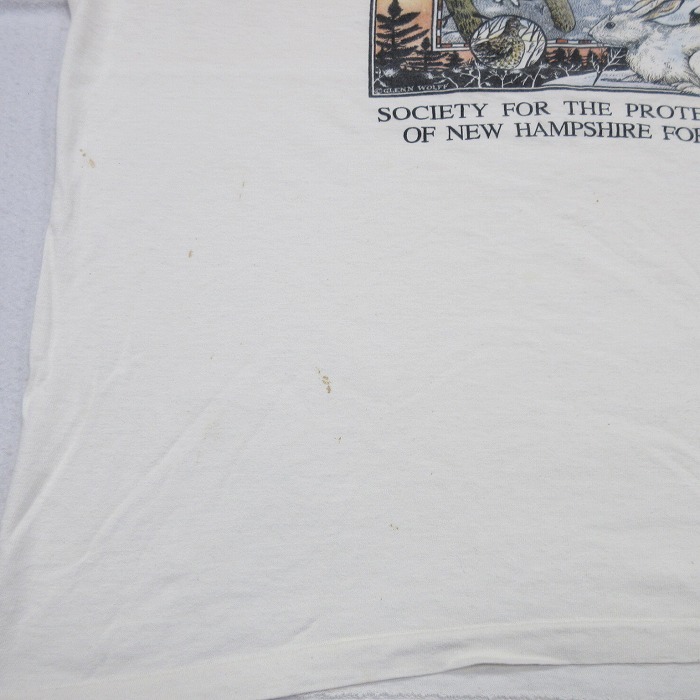 ©GLENN WOLFF
SOCIETY FOR THE PROTE
OF NEW HAMPSHIRE FOR